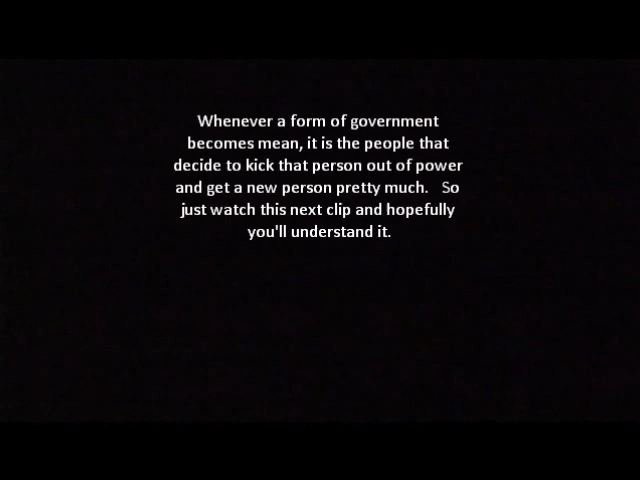 Whenever a form of government
becomes mean, it is the people that
decide to kick that person out of power
and get a new person pretty much.   So
just watch this next clip and hopefully
you'll understand it.